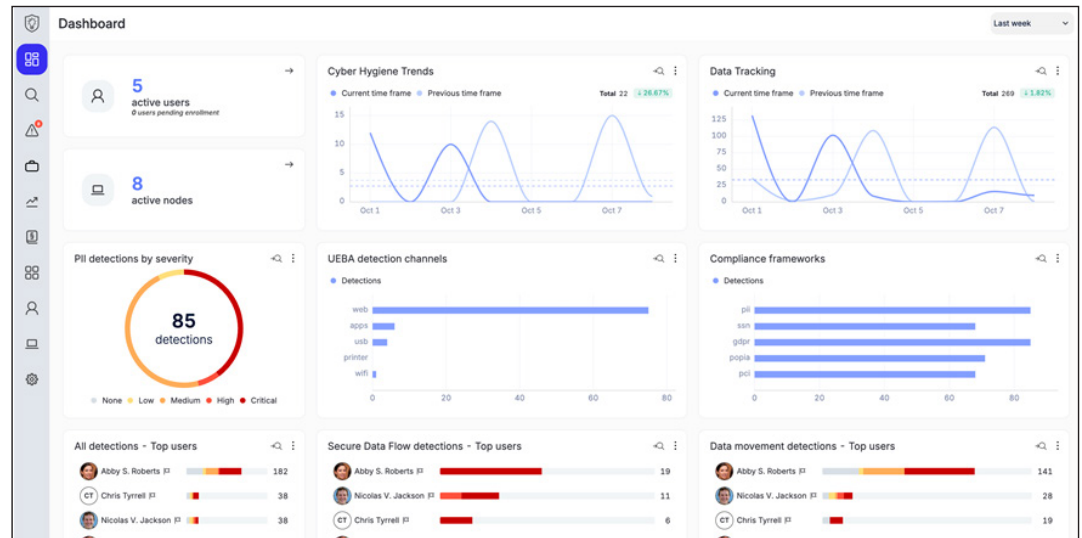 Dashboard
Last week
5
active users
0 users pending enrollment
8
active nodes
Cyber Hygiene Trends
Current time frame Previous time frame
Total 22 ↓ 26.67%
15
10
5
0
Oct 1 Oct 3 Oct 5 Oct 7
Data Tracking
Current time frame Previous time frame
Total 269 ↓ 1.82%
125
100
75
50
25
0
Oct 1 Oct 3 Oct 5 Oct 7
PII detections by severity
85
detections
None Low Medium High Critical
UEBA detection channels
Detections
web
apps
usb
printer
wifi
0 20 40 60 80
Compliance frameworks
Detections
pii
ssn
gdpr
popia
pci
0 20 40 60 80
All detections - Top users
Abby S. Roberts 182
CT Chris Tyrrell 38
Nicolas V. Jackson 38
Secure Data Flow detections - Top users
Abby S. Roberts 19
Nicolas V. Jackson 11
CT Chris Tyrrell 6
Data movement detections - Top users
Abby S. Roberts 141
Nicolas V. Jackson 28
CT Chris Tyrrell 19